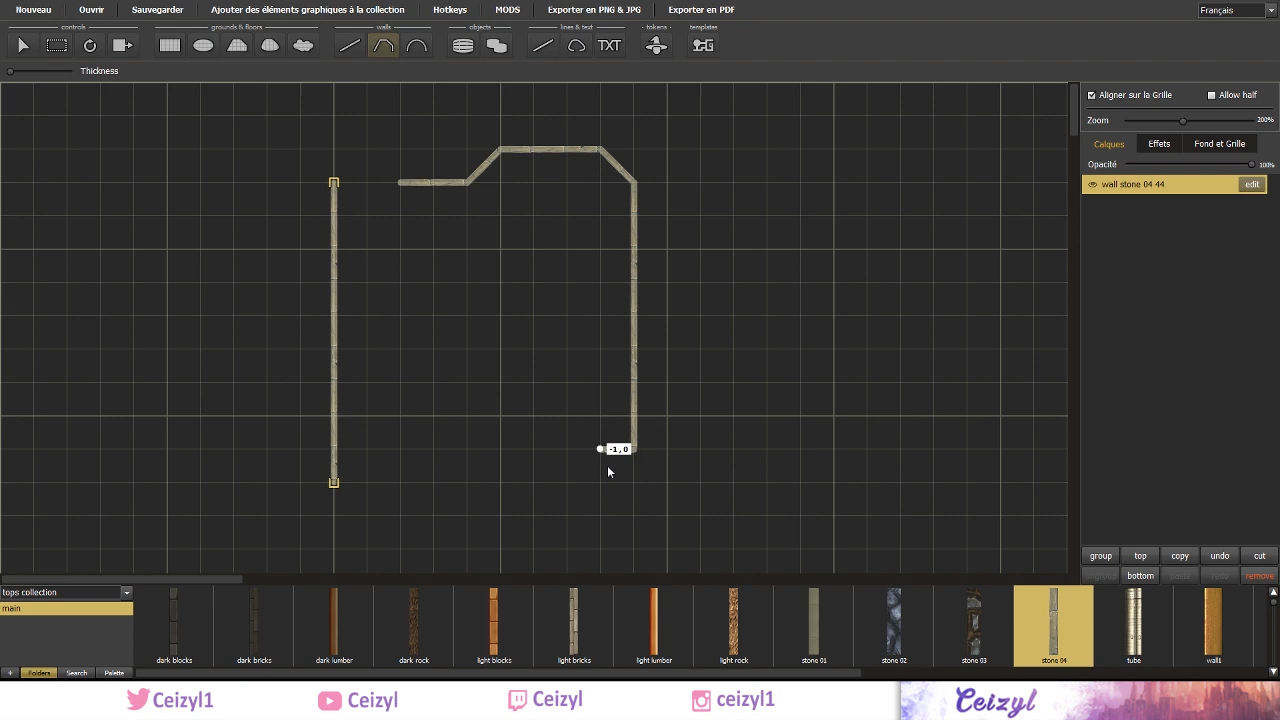 Nouveau Ouvrir Sauvegarder Ajouter des éléments graphiques à la collection Hotkeys MODS Exporter en PNG & JPG Exporter en PDF Français
controls grounds & floors walls objects lines & text tokens templates
TXT
Thickness
Aligner sur la Grille Allow half
Zoom 200%
Calques Effets Fond et Grille
Opacité 100%
wall stone 04 44 edit
-1,0
group top copy undo cut
bottom remove
tops collection
main
dark blocks dark bricks dark lumber dark rock light blocks light bricks light lumber light rock stone 01 stone 02 stone 03 stone 04 tube wall1
+ Folders Search Palette
Ceizyl1 Ceizyl Ceizyl ceizyl1 Ceizyl